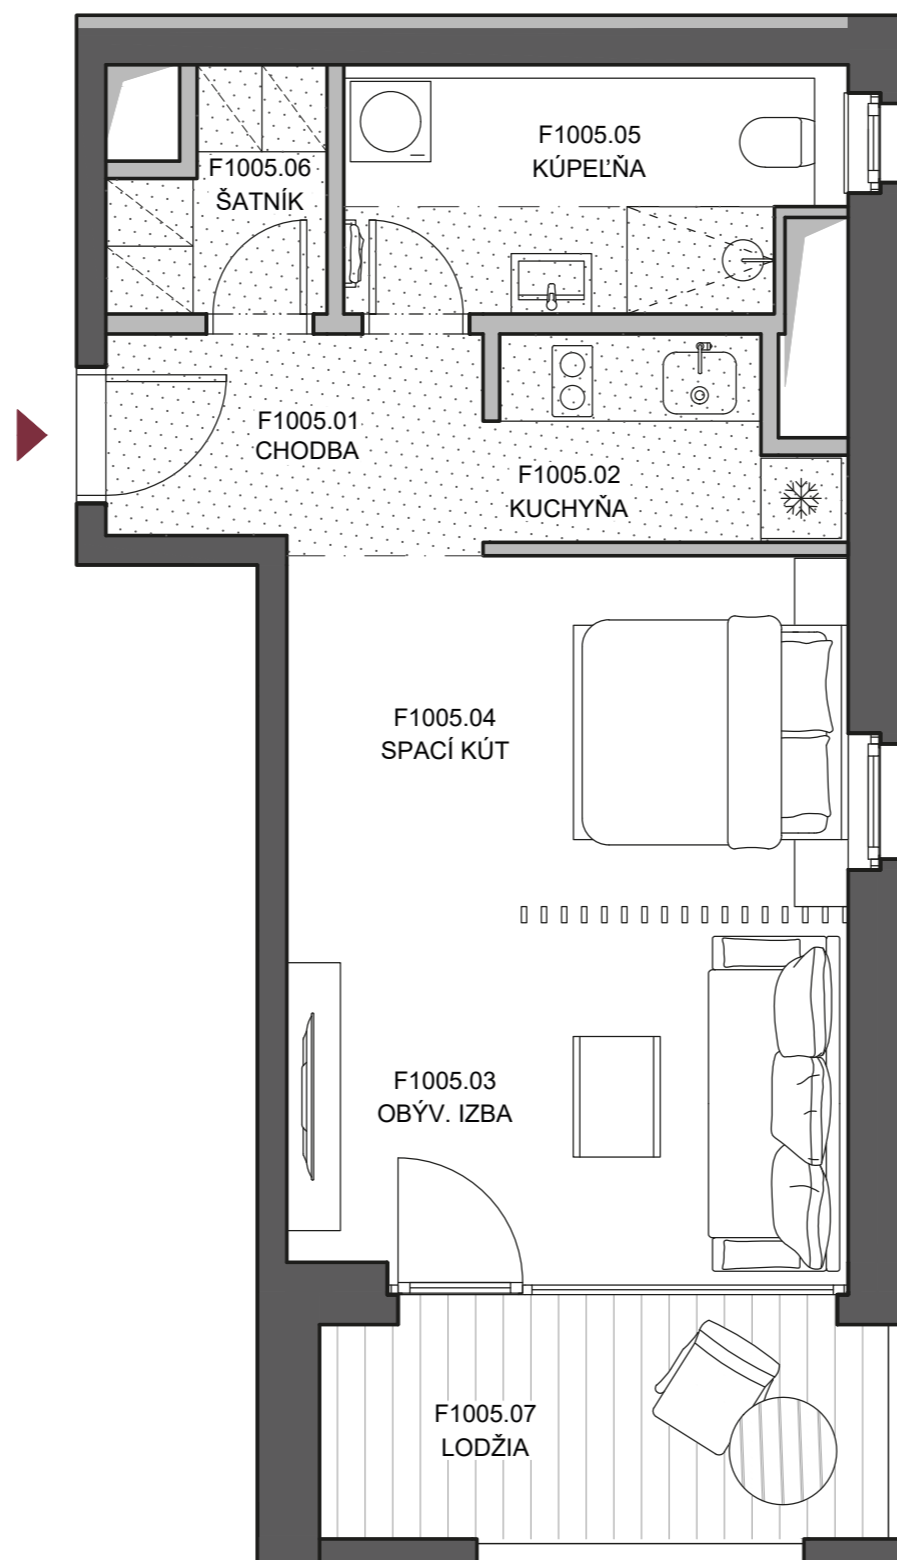 F1005.05
KÚPEĽŇA
F1005.06
ŠATNÍK
F1005.01
CHODBA
F1005.02
KUCHYŇA
F1005.04
SPACÍ KÚT
F1005.03
OBÝV. IZBA
F1005.07
LODŽIA